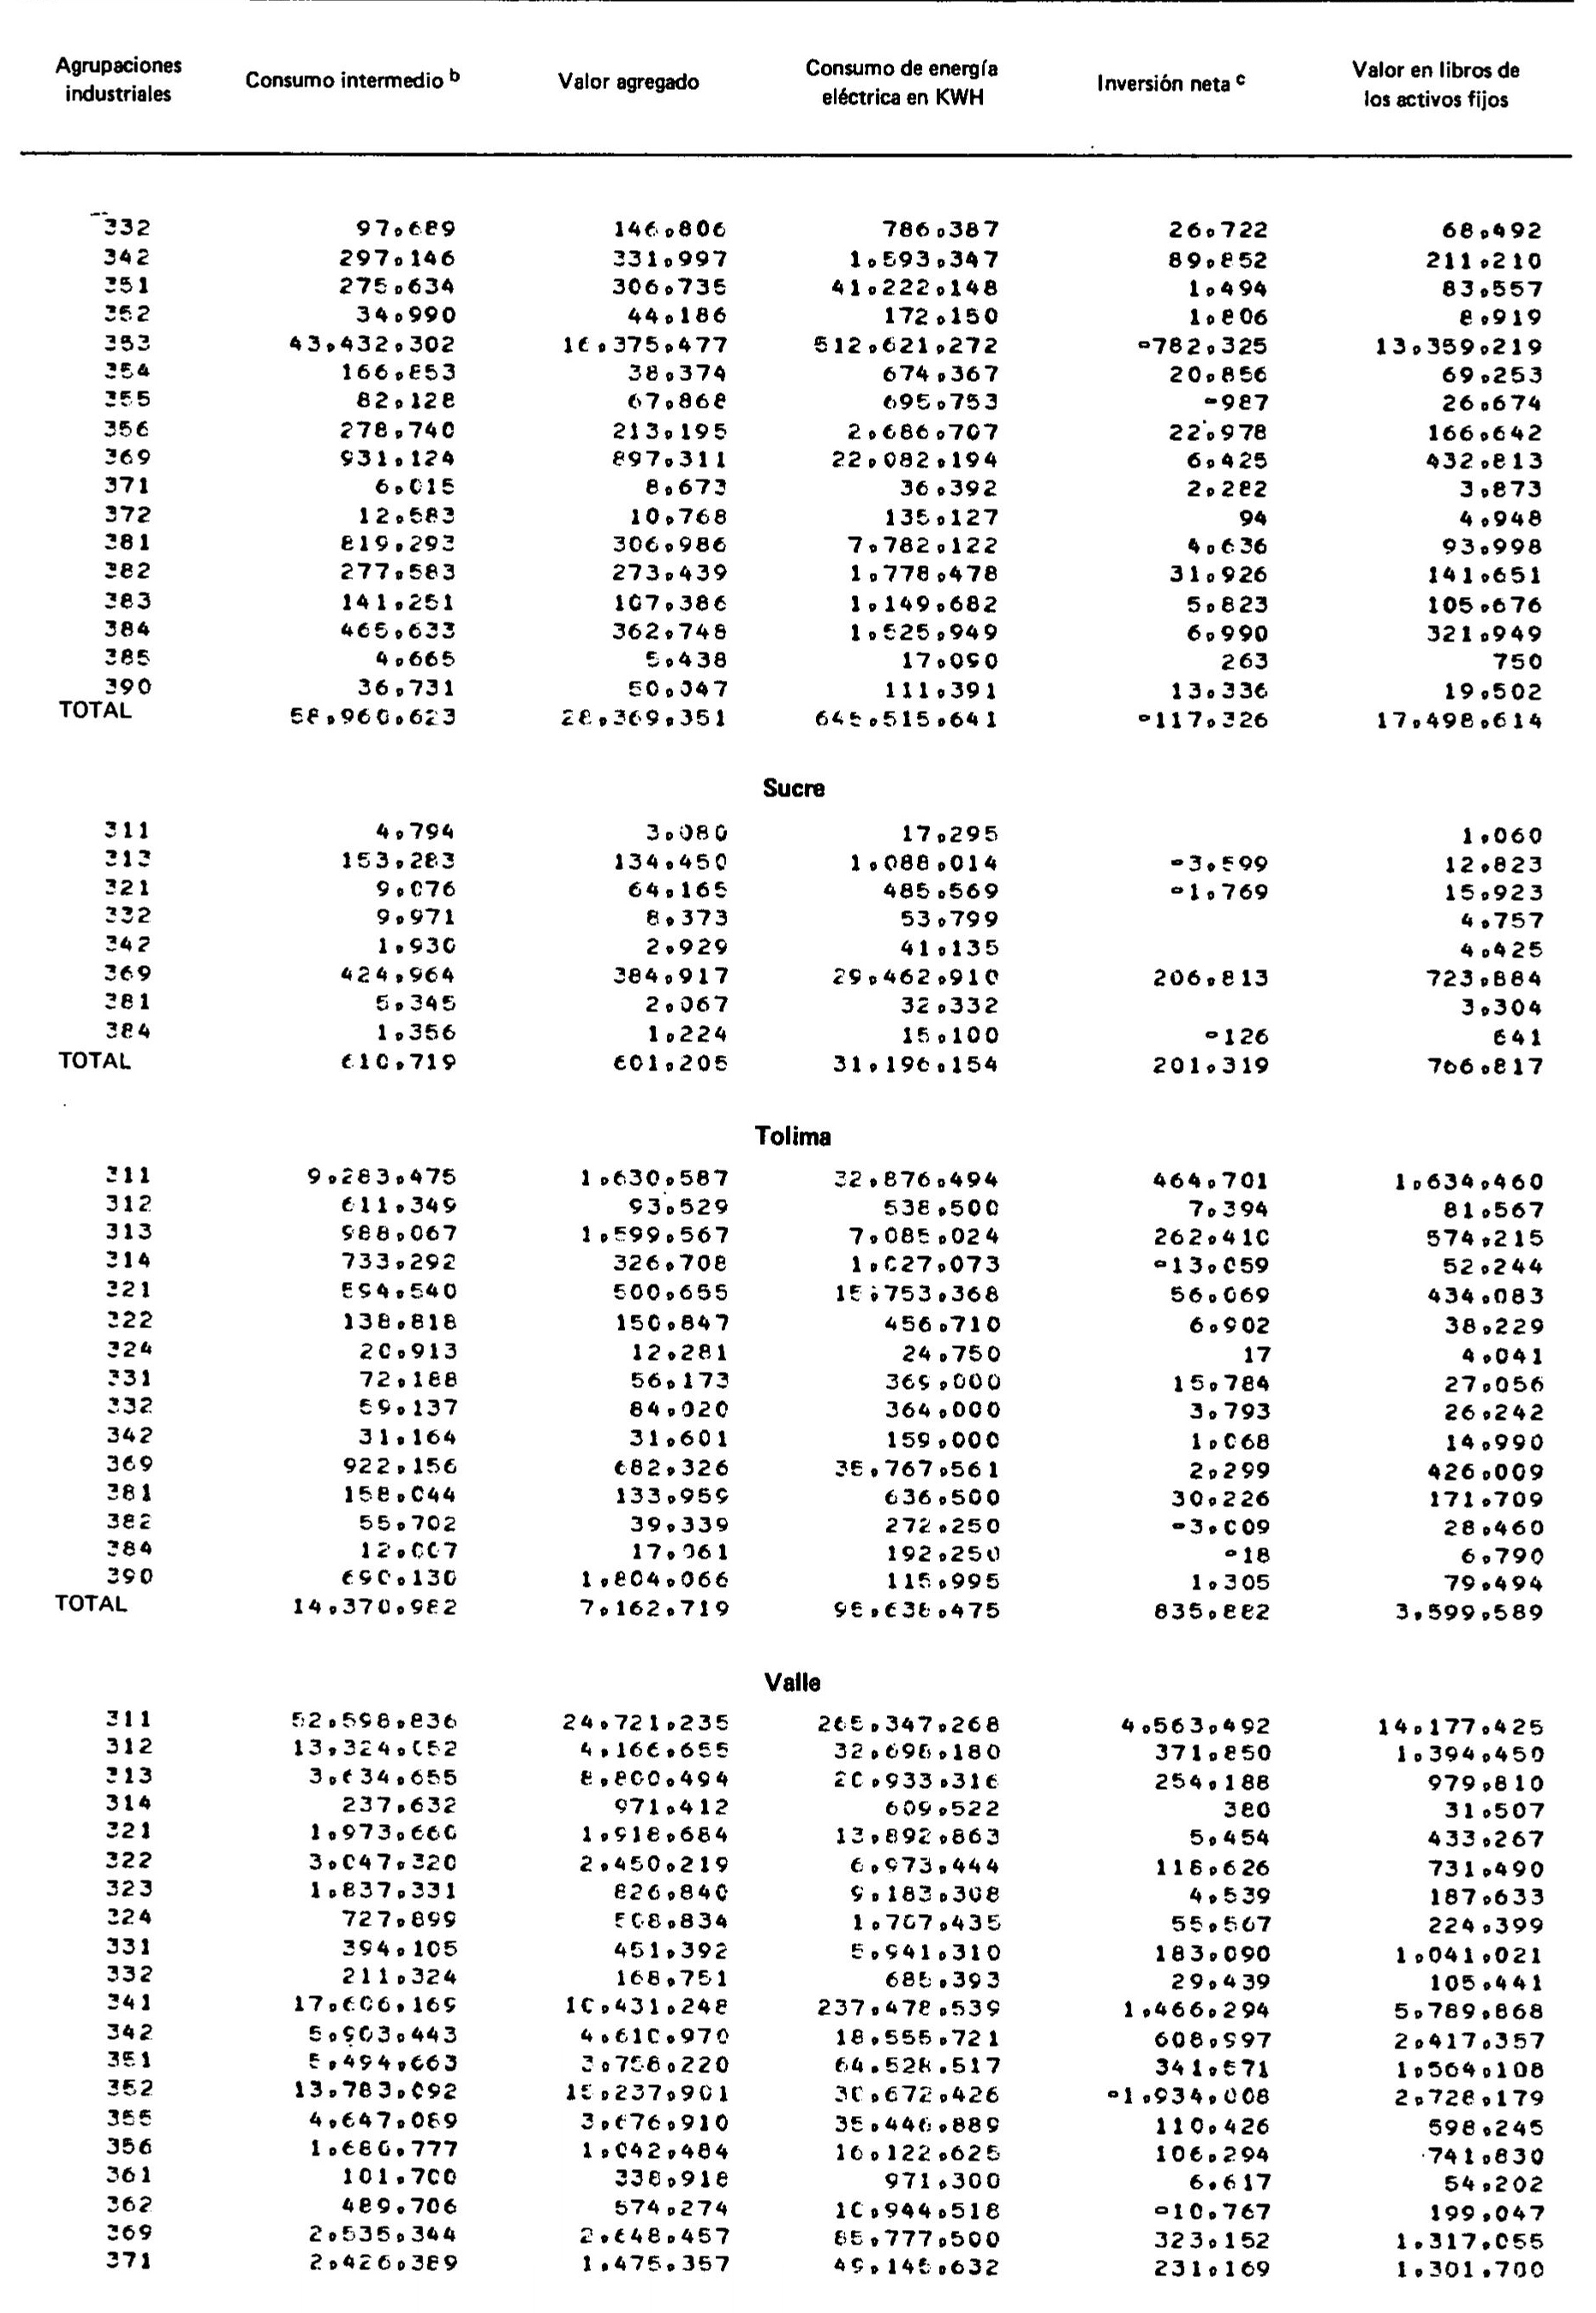 Agrupaciones industriales	Consumo intermedio b	Valor agregado	Consumo de energía eléctrica en KWH	Inversión neta c	Valor en libros de los activos fijos
332	97,689	146,806	786,387	26,722	68,492
342	297,146	331,997	1,593,347	89,852	211,210
351	275,634	306,735	41,222,148	1,494	83,557
352	34,990	44,186	172,150	1,806	8,919
353	43,432,302	16,375,477	512,621,272	-782,325	13,359,219
354	166,853	38,374	674,367	20,856	69,253
355	82,128	67,868	695,753	-987	26,674
356	278,740	213,195	2,686,707	22,978	166,642
369	931,124	897,311	22,082,194	6,425	432,813
371	6,015	8,673	36,392	2,282	3,873
372	12,583	10,768	135,127	94	4,948
381	819,293	306,986	7,782,122	4,636	93,998
382	277,583	273,439	1,778,478	31,926	141,651
383	141,251	107,386	1,149,682	5,823	105,676
384	465,633	362,748	1,525,949	6,990	321,949
385	4,665	5,438	17,090	263	750
390	36,731	50,047	111,391	13,336	19,502
TOTAL	58,960,623	28,369,351	645,515,641	-117,326	17,498,614
Sucre
311	4,794	3,080	17,295		1,060
313	153,283	134,450	1,088,014	-3,599	12,823
321	9,076	64,165	485,569	-1,769	15,923
332	9,971	8,373	53,799		4,757
342	1,930	2,929	41,135		4,425
369	424,964	384,917	29,462,910	206,813	723,884
381	5,345	2,067	32,332		3,304
384	1,356	1,224	15,100	-126	641
TOTAL	610,719	601,205	31,196,154	201,319	766,817
Tolima
311	9,283,475	1,630,587	32,876,494	464,701	1,634,460
312	611,349	93,529	538,500	7,394	81,567
313	988,067	1,599,567	7,085,024	262,410	574,215
314	733,292	326,708	1,027,073	-13,059	52,244
321	594,540	500,655	15,753,368	56,069	434,083
322	138,818	150,847	456,710	6,902	38,229
324	20,913	12,281	24,750	17	4,041
331	72,188	56,173	369,000	15,784	27,056
332	59,137	84,020	364,000	3,793	26,242
342	31,164	31,601	159,000	1,068	14,990
369	922,156	682,326	35,767,561	2,299	426,009
381	158,044	133,959	636,500	30,226	171,709
382	55,702	39,339	272,250	-3,009	28,460
384	12,007	17,061	192,250	-18	6,790
390	690,130	1,804,066	115,995	1,305	79,494
TOTAL	14,370,982	7,162,719	95,638,475	835,882	3,599,589
Valle
311	52,598,836	24,721,235	265,347,268	4,563,492	14,177,425
312	13,324,052	4,166,655	32,698,180	371,850	1,394,450
313	3,634,655	8,800,494	20,933,316	254,188	979,810
314	237,632	971,412	609,522	380	31,507
321	1,973,660	1,918,684	13,892,863	5,454	433,267
322	3,047,320	2,450,219	6,973,444	118,626	731,490
323	1,837,331	826,840	9,183,308	4,539	187,633
324	727,899	508,834	1,707,435	55,567	224,399
331	394,105	451,392	5,941,310	183,090	1,041,021
332	211,324	168,751	685,393	29,439	105,441
341	17,606,169	10,431,248	237,478,539	1,466,294	5,789,868
342	5,903,443	4,610,970	18,555,721	608,997	2,417,357
351	5,494,663	3,758,220	64,528,517	341,571	1,564,108
352	13,783,092	15,237,901	30,672,426	-1,934,008	2,728,179
355	4,647,089	3,676,910	35,446,889	110,426	598,245
356	1,680,777	1,042,484	16,122,625	106,294	741,830
361	101,700	338,918	971,300	6,617	54,202
362	489,706	574,274	10,944,518	-10,767	199,047
369	2,535,344	2,648,457	85,777,500	323,152	1,317,055
371	2,426,389	1,475,357	49,145,632	231,169	1,301,700